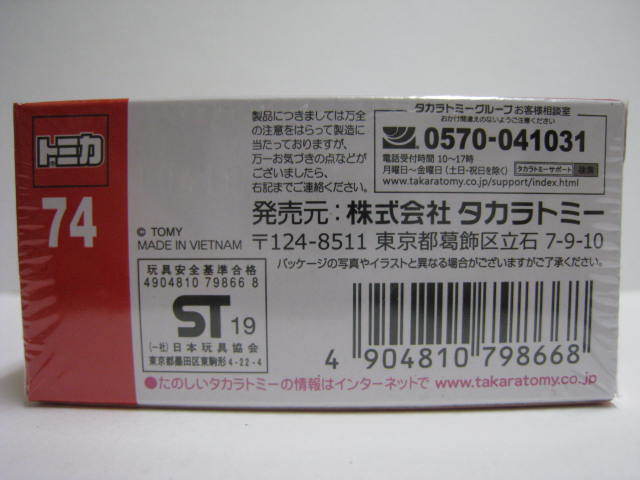 トミカ
74
製品につきましては万全
の注意をはらって製造に
当たっておりますが、
万一お気づきの点などが
ございましたら、
右記までご連絡ください。
タカラトミーグループお客様相談室
おかけ間違えのないようご注意ください
0570-041031
電話受付時間 10〜17時
月曜日〜金曜日 (土・日・祝日を除く) タカラトミーサポート 検索
www.takaratomy.co.jp/support/index.html
© TOMY
MADE IN VIETNAM
発売元:株式会社 タカラトミー
〒124-8511 東京都葛飾区立石 7-9-10
パッケージの写真やイラストと異なる場合がございますがご了承ください。
玩具安全基準合格
4904810 79866 8
ST 19
(一社)日本玩具協会
東京都墨田区東駒形4-22-4
4 904810 798668
●たのしいタカラトミーの情報はインターネットで www.takaratomy.co.jp